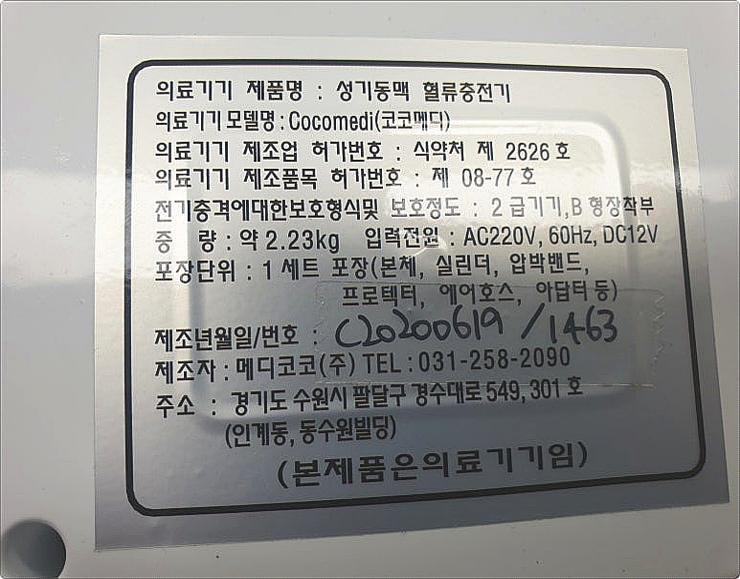 의료기기 제품명 : 성기동맥 혈류충전기
의료기기 모델명 : Cocomedi(코코메디)
의료기기 제조업 허가번호 : 식약처 제 2626 호
의료기기 제조품목 허가번호 : 제 08-77 호
전기충격에대한보호형식및 보호정도 : 2 급기기, B 형장착부
중 량 : 약 2.23kg 입력전원 : AC220V, 60Hz, DC12V
포장단위 : 1 세트 포장(본체, 실린더, 압박밴드,
프로텍터, 에어호스, 아답터 등)
제조년월일/번호 : C20200619 / 1463
제조자 : 메디코코(주) TEL : 031-258-2090
주소 : 경기도 수원시 팔달구 경수대로 549, 301 호
(인계동, 동수원빌딩)
(본제품은의료기기임)